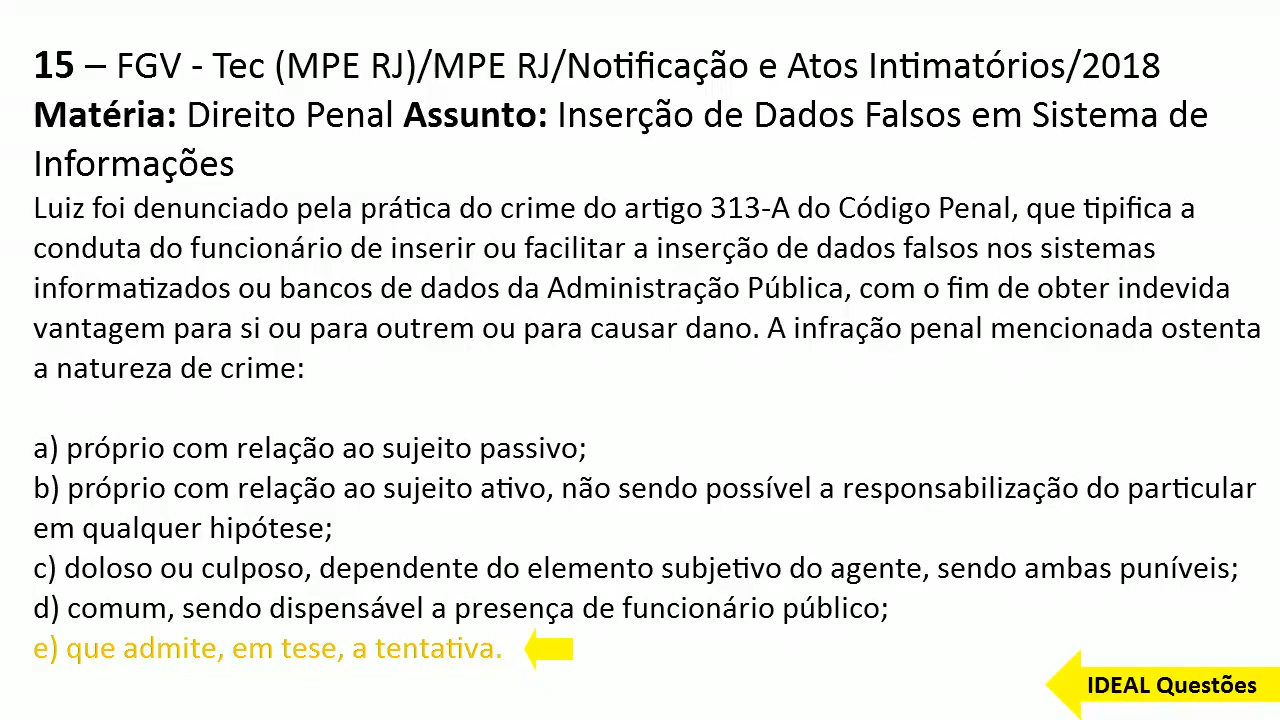 15 – FGV - Tec (MPE RJ)/MPE RJ/Notificação e Atos Intimatórios/2018
Matéria: Direito Penal Assunto: Inserção de Dados Falsos em Sistema de
Informações
Luiz foi denunciado pela prática do crime do artigo 313-A do Código Penal, que tipifica a
conduta do funcionário de inserir ou facilitar a inserção de dados falsos nos sistemas
informatizados ou bancos de dados da Administração Pública, com o fim de obter indevida
vantagem para si ou para outrem ou para causar dano. A infração penal mencionada ostenta
a natureza de crime:
a) próprio com relação ao sujeito passivo;
b) próprio com relação ao sujeito ativo, não sendo possível a responsabilização do particular
em qualquer hipótese;
c) doloso ou culposo, dependente do elemento subjetivo do agente, sendo ambas puníveis;
d) comum, sendo dispensável a presença de funcionário público;
e) que admite, em tese, a tentativa.
IDEAL Questões